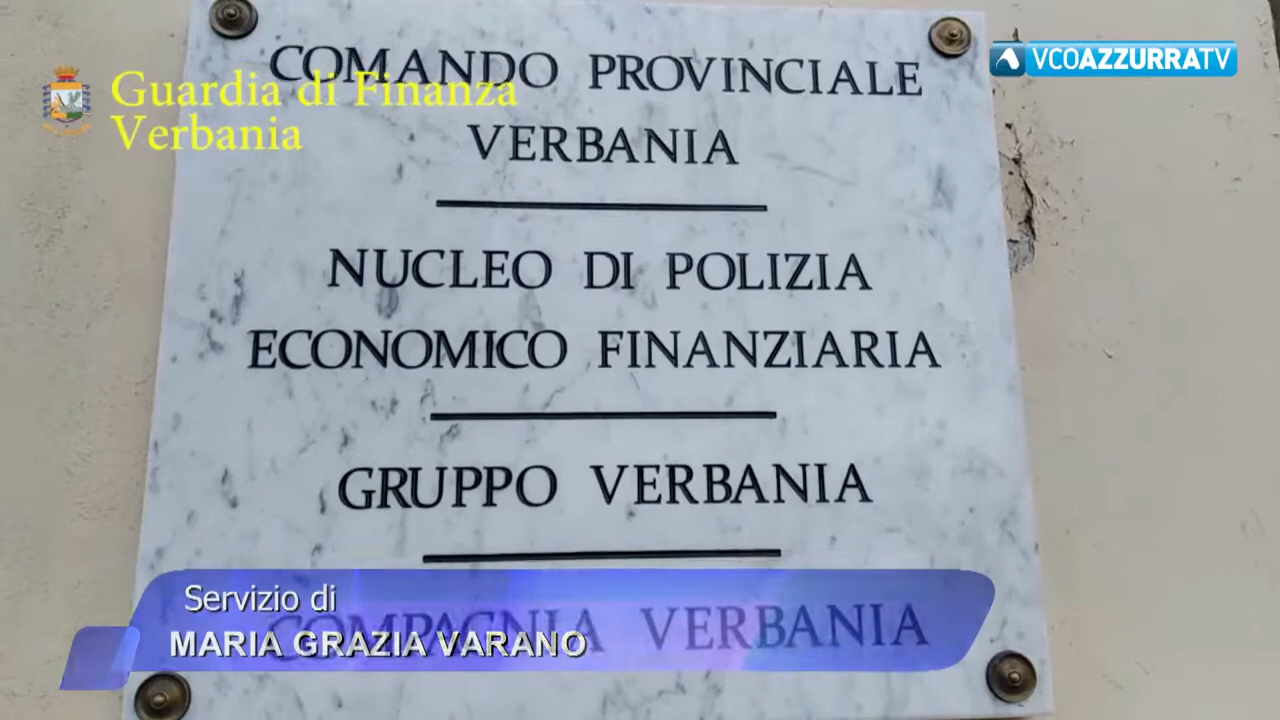 COMANDO PROVINCIALE
VERBANIA
NUCLEO DI POLIZIA
ECONOMICO FINANZIARIA
GRUPPO VERBANIA
COMPAGNIA VERBANIA
Guardia di Finanza
Verbania
VCOAZZURRATV
Servizio di
MARIA GRAZIA VARANO